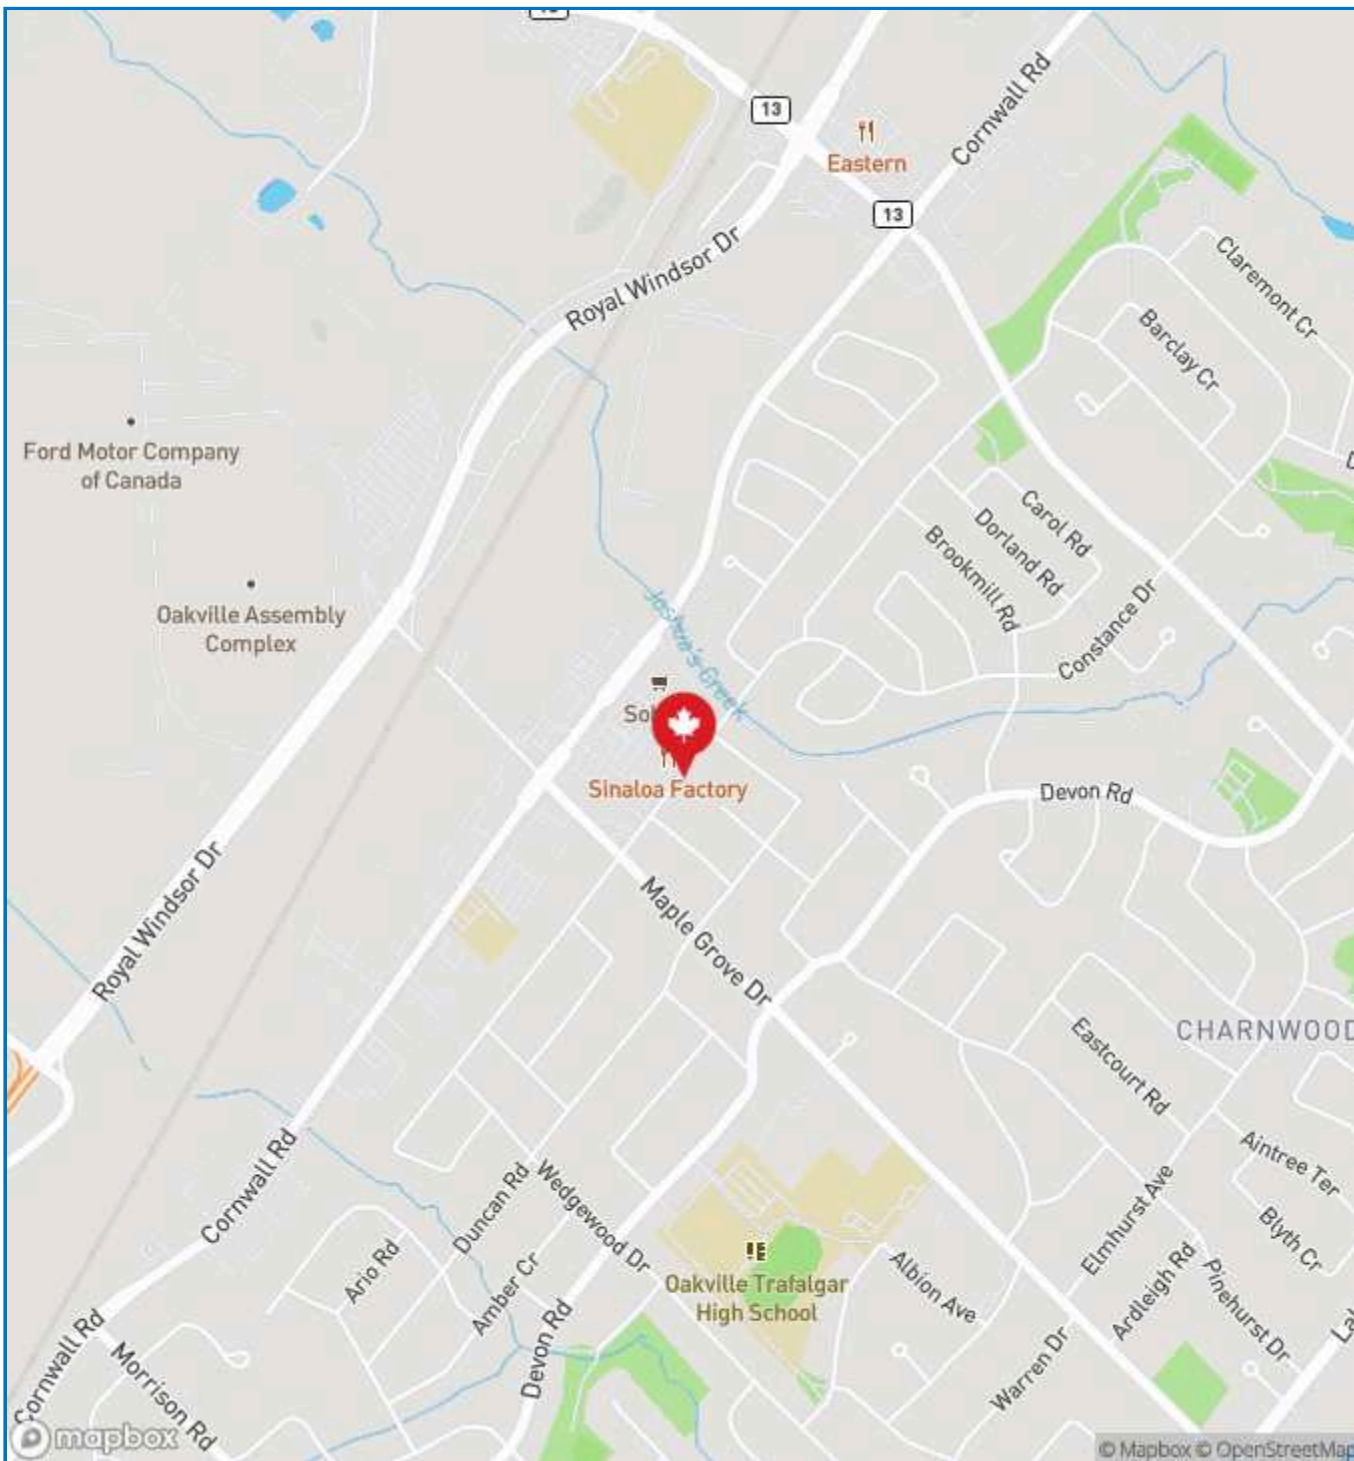 13
Eastern
Cornwall Rd
13
Royal Windsor Dr
Claremont Cr
Barclay Cr
Ford Motor Company
of Canada
Carol Rd
Dorland Rd
Brookmill Rd
Oakville Assembly
Complex
Constance Dr
Joshua's Creek
Sinaloa Factory
Devon Rd
Royal Windsor Dr
Maple Grove Dr
CHARNWOOD
Eastcourt Rd
Aintree Ter
Cornwall Rd
Duncan Rd
Wedgewood Dr
Elmhurst Ave
Blyth Cr
Ario Rd
Amber Cr
Oakville Trafalgar
High School
Albion Ave
Ardleigh Rd
Pinehurst Dr
Cornwall Rd
Morrison Rd
Devon Rd
Warren Dr
mapbox
© Mapbox © OpenStreetMap